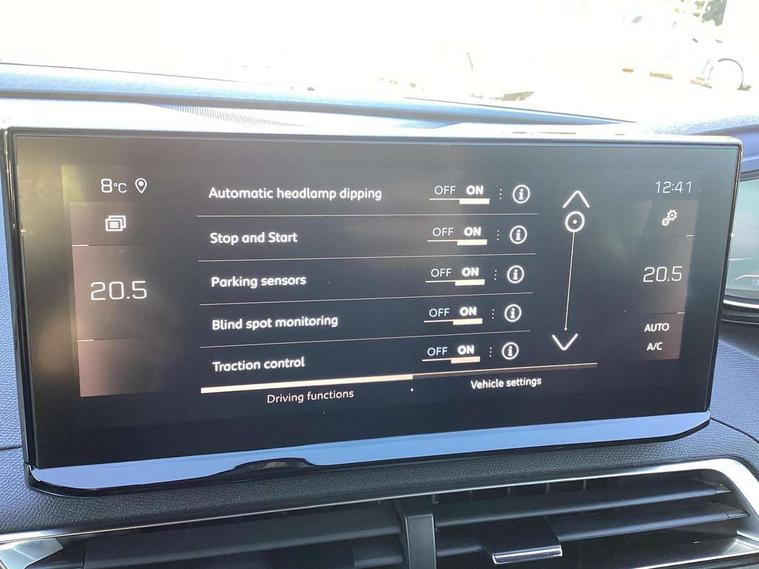 8°C 12:41
Automatic headlamp dipping OFF ON
Stop and Start OFF ON
20.5 Parking sensors OFF ON 20.5
Blind spot monitoring OFF ON AUTO
Traction control OFF ON A/C
Driving functions Vehicle settings